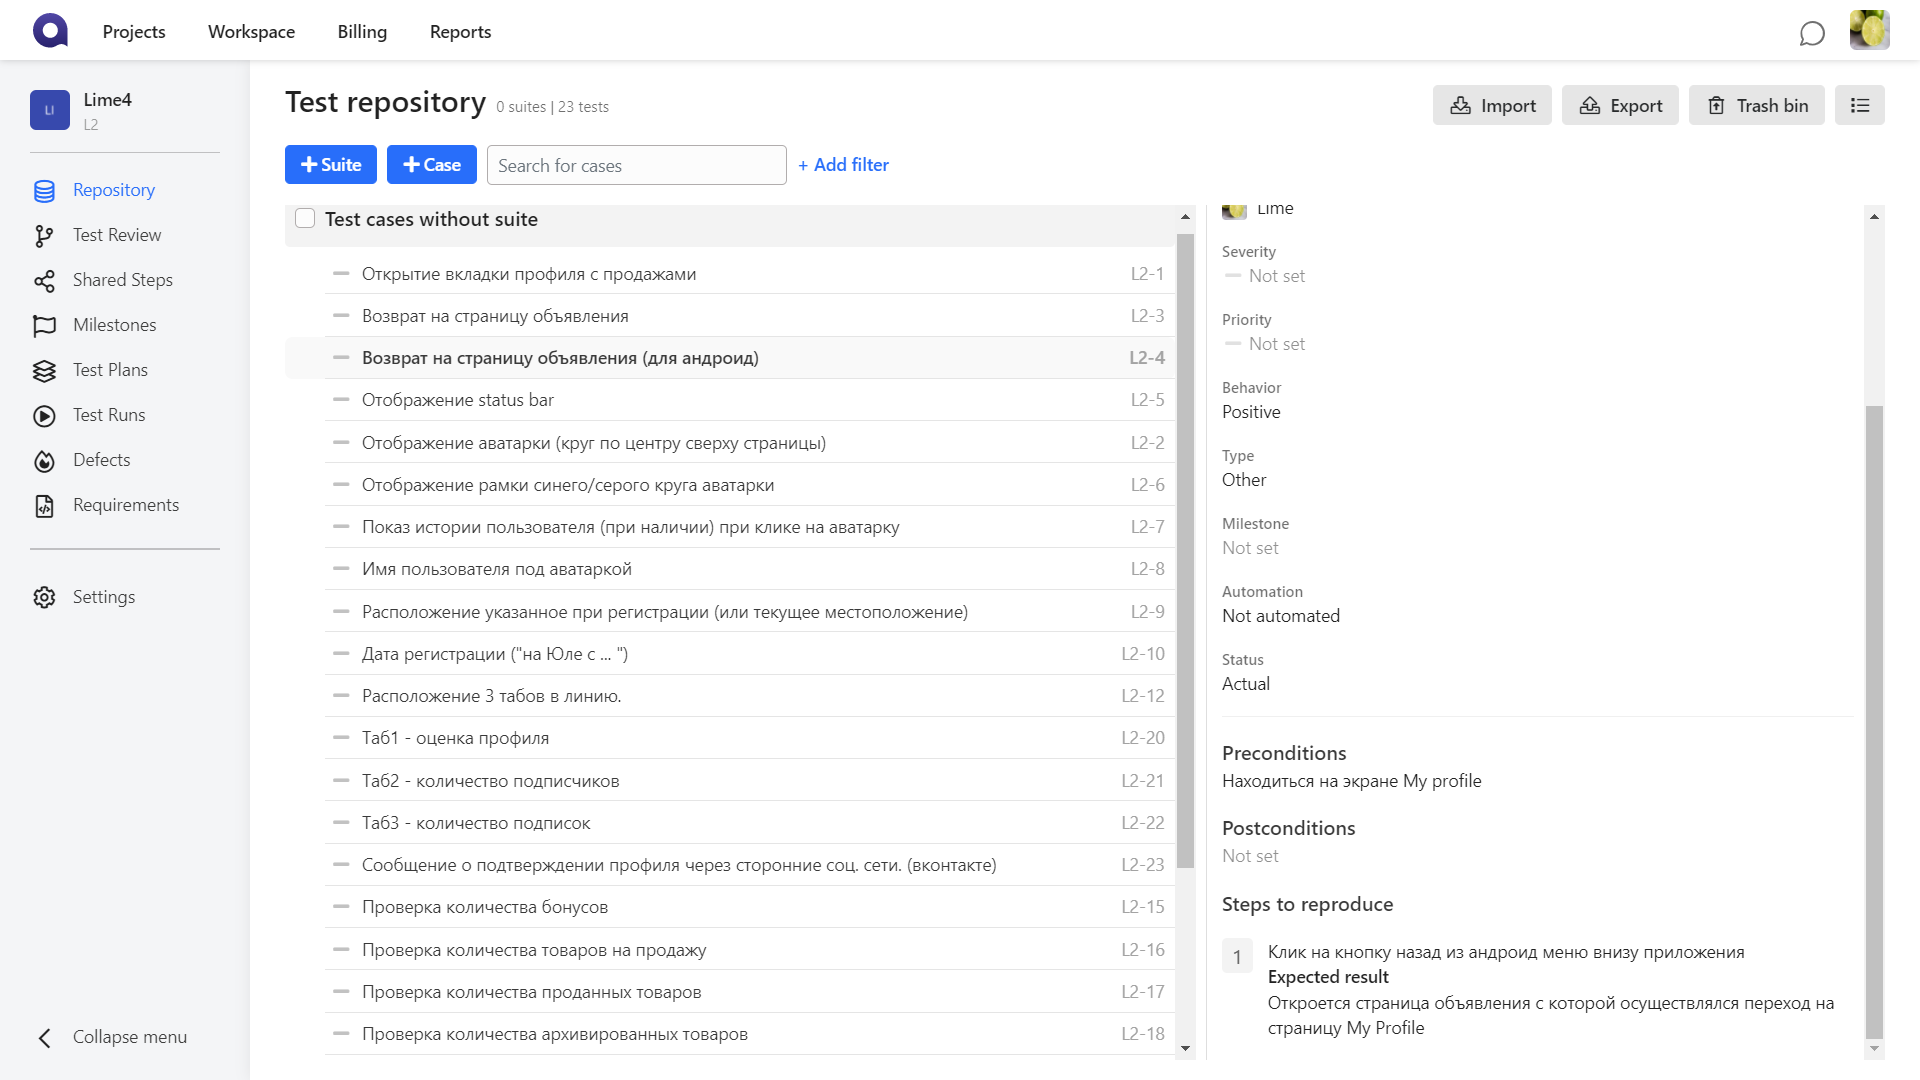 Projects
Workspace
Billing
Reports
LI
Lime4
L2
Repository
Test Review
Shared Steps
Milestones
Test Plans
Test Runs
Defects
Requirements
Settings
Collapse menu
Test repository
0 suites | 23 tests
Import
Export
Trash bin
+ Suite
+ Case
Search for cases
+ Add filter
Test cases without suite
Открытие вкладки профиля с продажами L2-1
Возврат на страницу объявления L2-3
Возврат на страницу объявления (для андроид) L2-4
Отображение status bar L2-5
Отображение аватарки (круг по центру сверху страницы) L2-2
Отображение рамки синего/серого круга аватарки L2-6
Показ истории пользователя (при наличии) при клике на аватарку L2-7
Имя пользователя под аватаркой L2-8
Расположение указанное при регистрации (или текущее местоположение) L2-9
Дата регистрации ("на Юле с ... ") L2-10
Расположение 3 табов в линию. L2-12
Таб1 - оценка профиля L2-20
Таб2 - количество подписчиков L2-21
Таб3 - количество подписок L2-22
Сообщение о подтверждении профиля через сторонние соц. сети. (вконтакте) L2-23
Проверка количества бонусов L2-15
Проверка количества товаров на продажу L2-16
Проверка количества проданных товаров L2-17
Проверка количества архивированных товаров L2-18
Lime
Severity
Not set
Priority
Not set
Behavior
Positive
Type
Other
Milestone
Not set
Automation
Not automated
Status
Actual
Preconditions
Находиться на экране My profile
Postconditions
Not set
Steps to reproduce
1
Клик на кнопку назад из андроид меню внизу приложения
Expected result
Откроется страница объявления с которой осуществлялся переход на
страницу My Profile